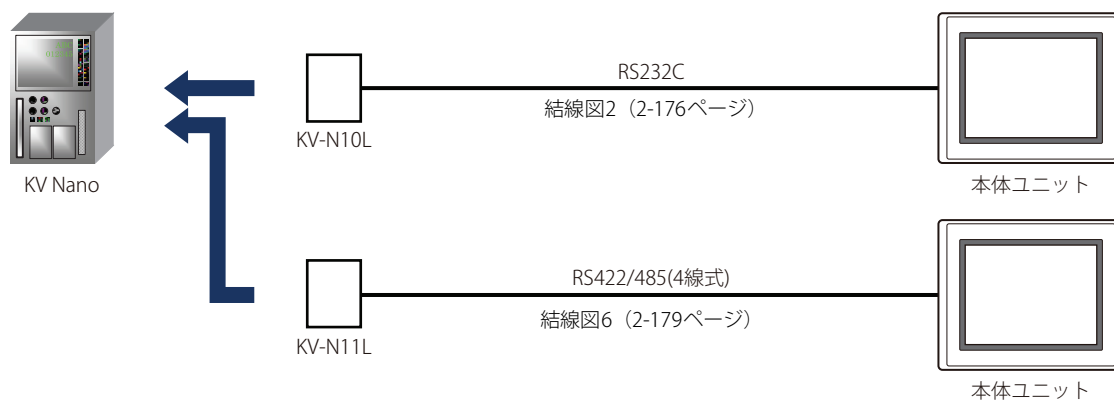 RS232C
結線図2（2-176ページ）
KV-N10L
KV Nano
本体ユニット
RS422/485(4線式)
結線図6（2-179ページ）
KV-N11L
本体ユニット